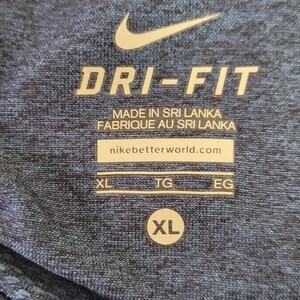 DRI-FIT
MADE IN SRI LANKA
FABRIQUE AU SRI LANKA
nikebetterworld.com
XL TG EG
XL